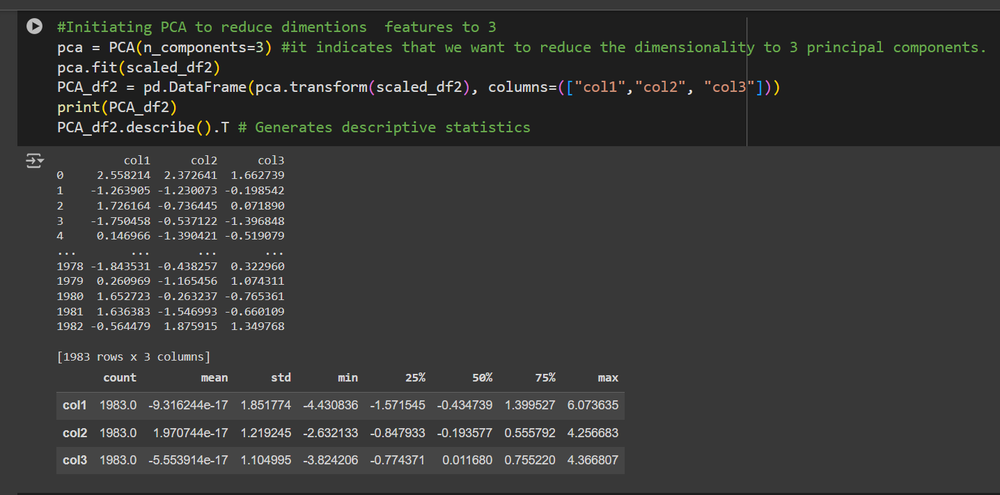 #Initiating PCA to reduce dimentions  features to 3
pca = PCA(n_components=3) #it indicates that we want to reduce the dimensionality to 3 principal components.
pca.fit(scaled_df2)
PCA_df2 = pd.DataFrame(pca.transform(scaled_df2), columns=(["col1","col2", "col3"]))
print(PCA_df2)
PCA_df2.describe().T # Generates descriptive statistics
col1 col2 col3
0 2.558214 2.372641 1.662739
1 -1.263905 -1.230073 -0.198542
2 1.726164 -0.736445 0.071890
3 -1.750458 -0.537122 -1.396848
4 0.146966 -1.390421 -0.519079
... ... ... ...
1978 -1.843531 -0.438257 0.322960
1979 0.260969 -1.165456 1.074311
1980 1.652723 -0.263237 -0.765361
1981 1.636383 -1.546993 -0.660109
1982 -0.564479 1.875915 1.349768
[1983 rows x 3 columns]
count mean std min 25% 50% 75% max
col1 1983.0 -9.316244e-17 1.851774 -4.430836 -1.571545 -0.434739 1.399527 6.073635
col2 1983.0 1.970744e-17 1.219245 -2.632133 -0.847933 -0.193577 0.555792 4.256683
col3 1983.0 -5.553914e-17 1.104995 -3.824206 -0.774371 0.011680 0.755220 4.366807